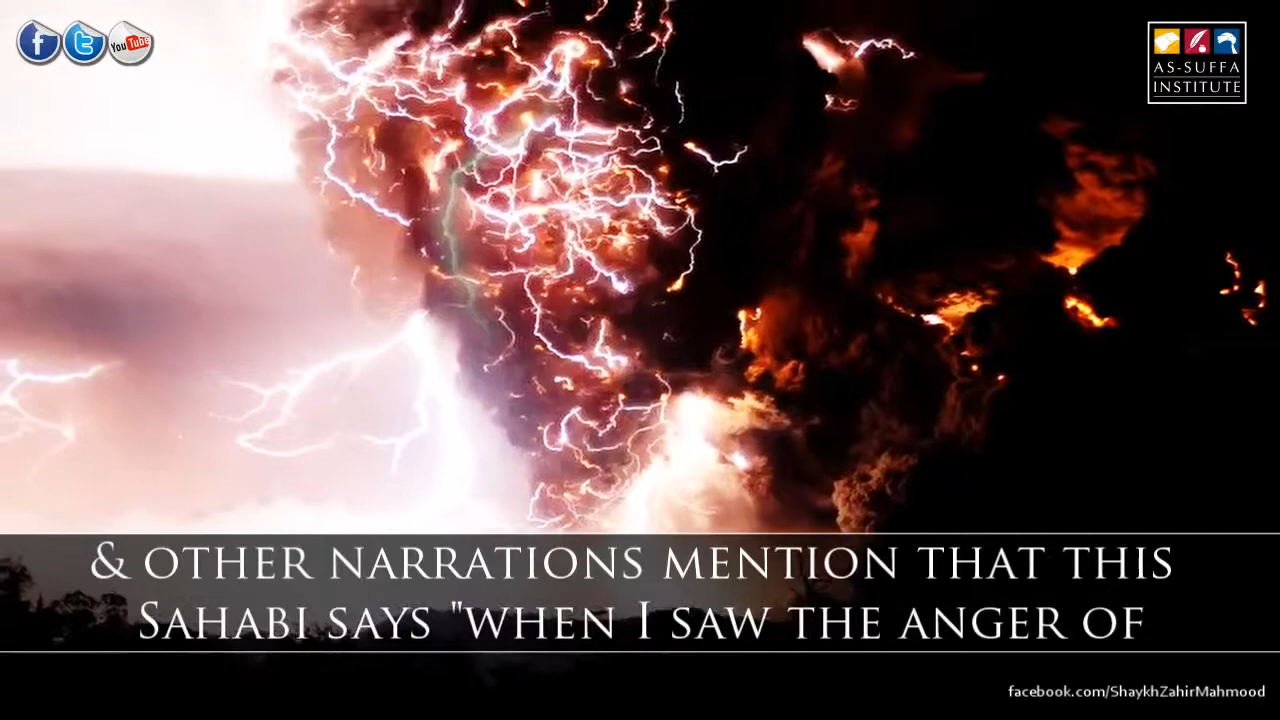 f
t
You Tube
AS-SUFFA
INSTITUTE
& OTHER NARRATIONS MENTION THAT THIS
SAHABI SAYS "WHEN I SAW THE ANGER OF
facebook.com/ShaykhZahirMahmood